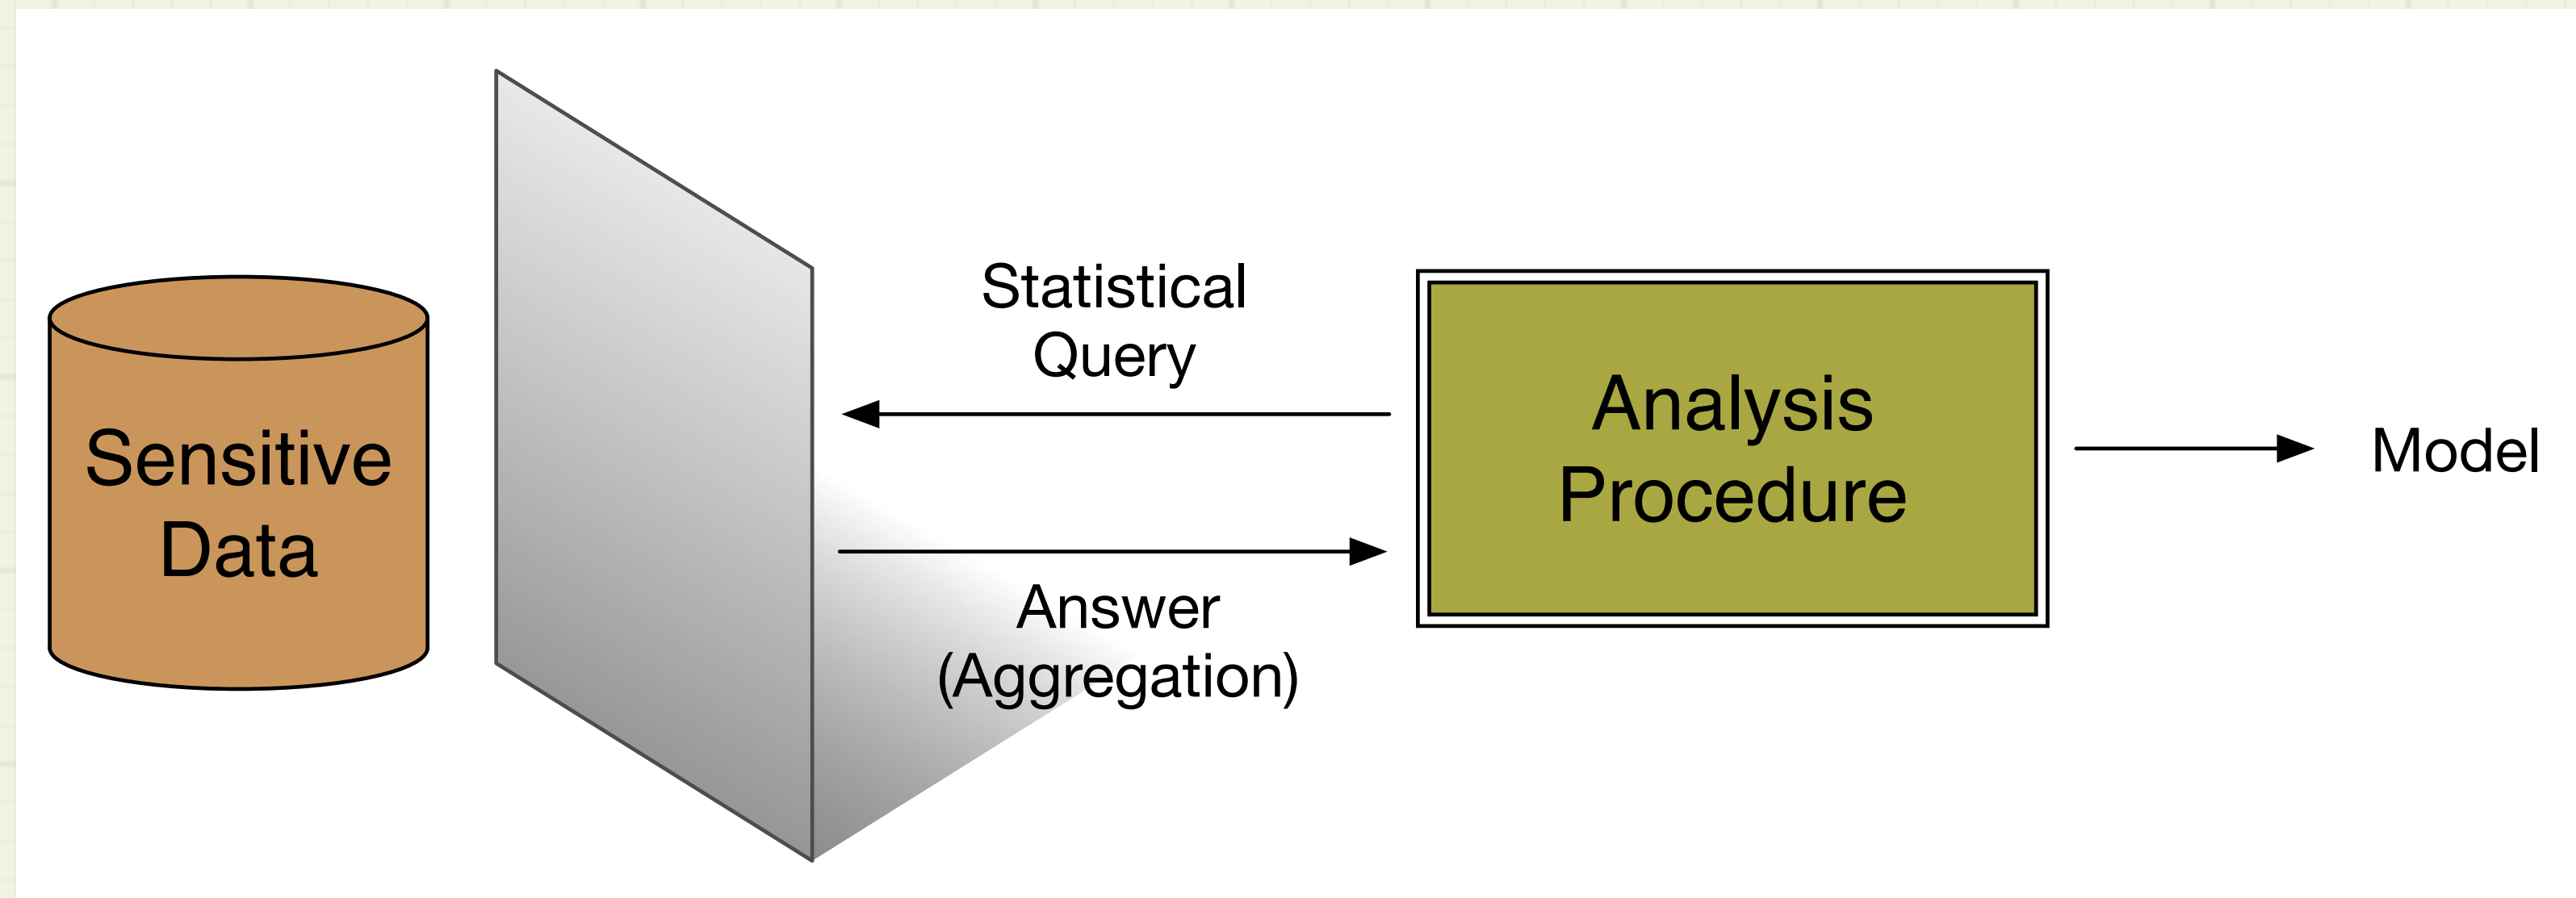 Sensitive
Data
Statistical
Query
Answer
(Aggregation)
Analysis
Procedure
Model